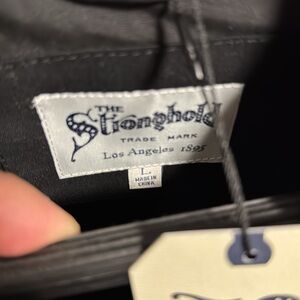 THE
Stronghold
TRADE MARK
Los Angeles 1895
L
MADE IN
CHINA